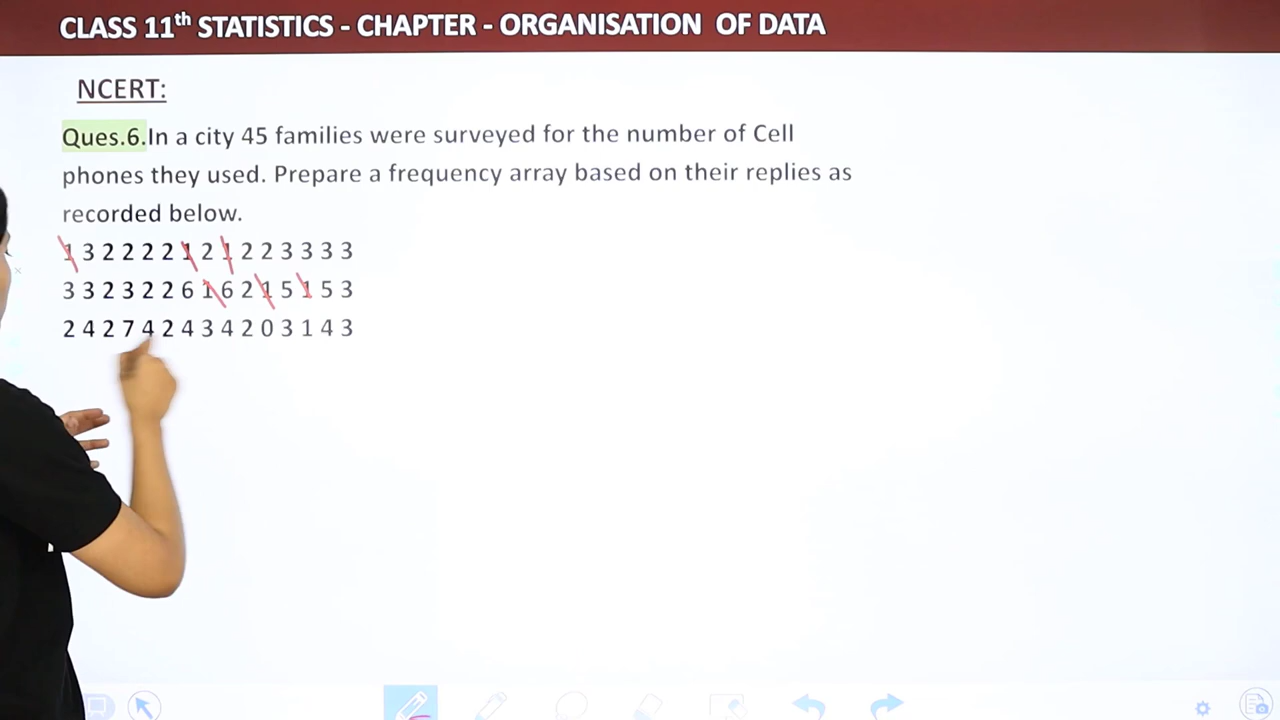 CLASS 11th STATISTICS - CHAPTER - ORGANISATION OF DATA
NCERT:
Ques.6.In a city 45 families were surveyed for the number of Cell
phones they used. Prepare a frequency array based on their replies as
recorded below.
1 3 2 2 2 2 1 2 1 2 2 3 3 3 3
3 3 2 3 2 2 6 1 6 2 1 5 1 5 3
2 4 2 7 4 2 4 3 4 2 0 3 1 4 3